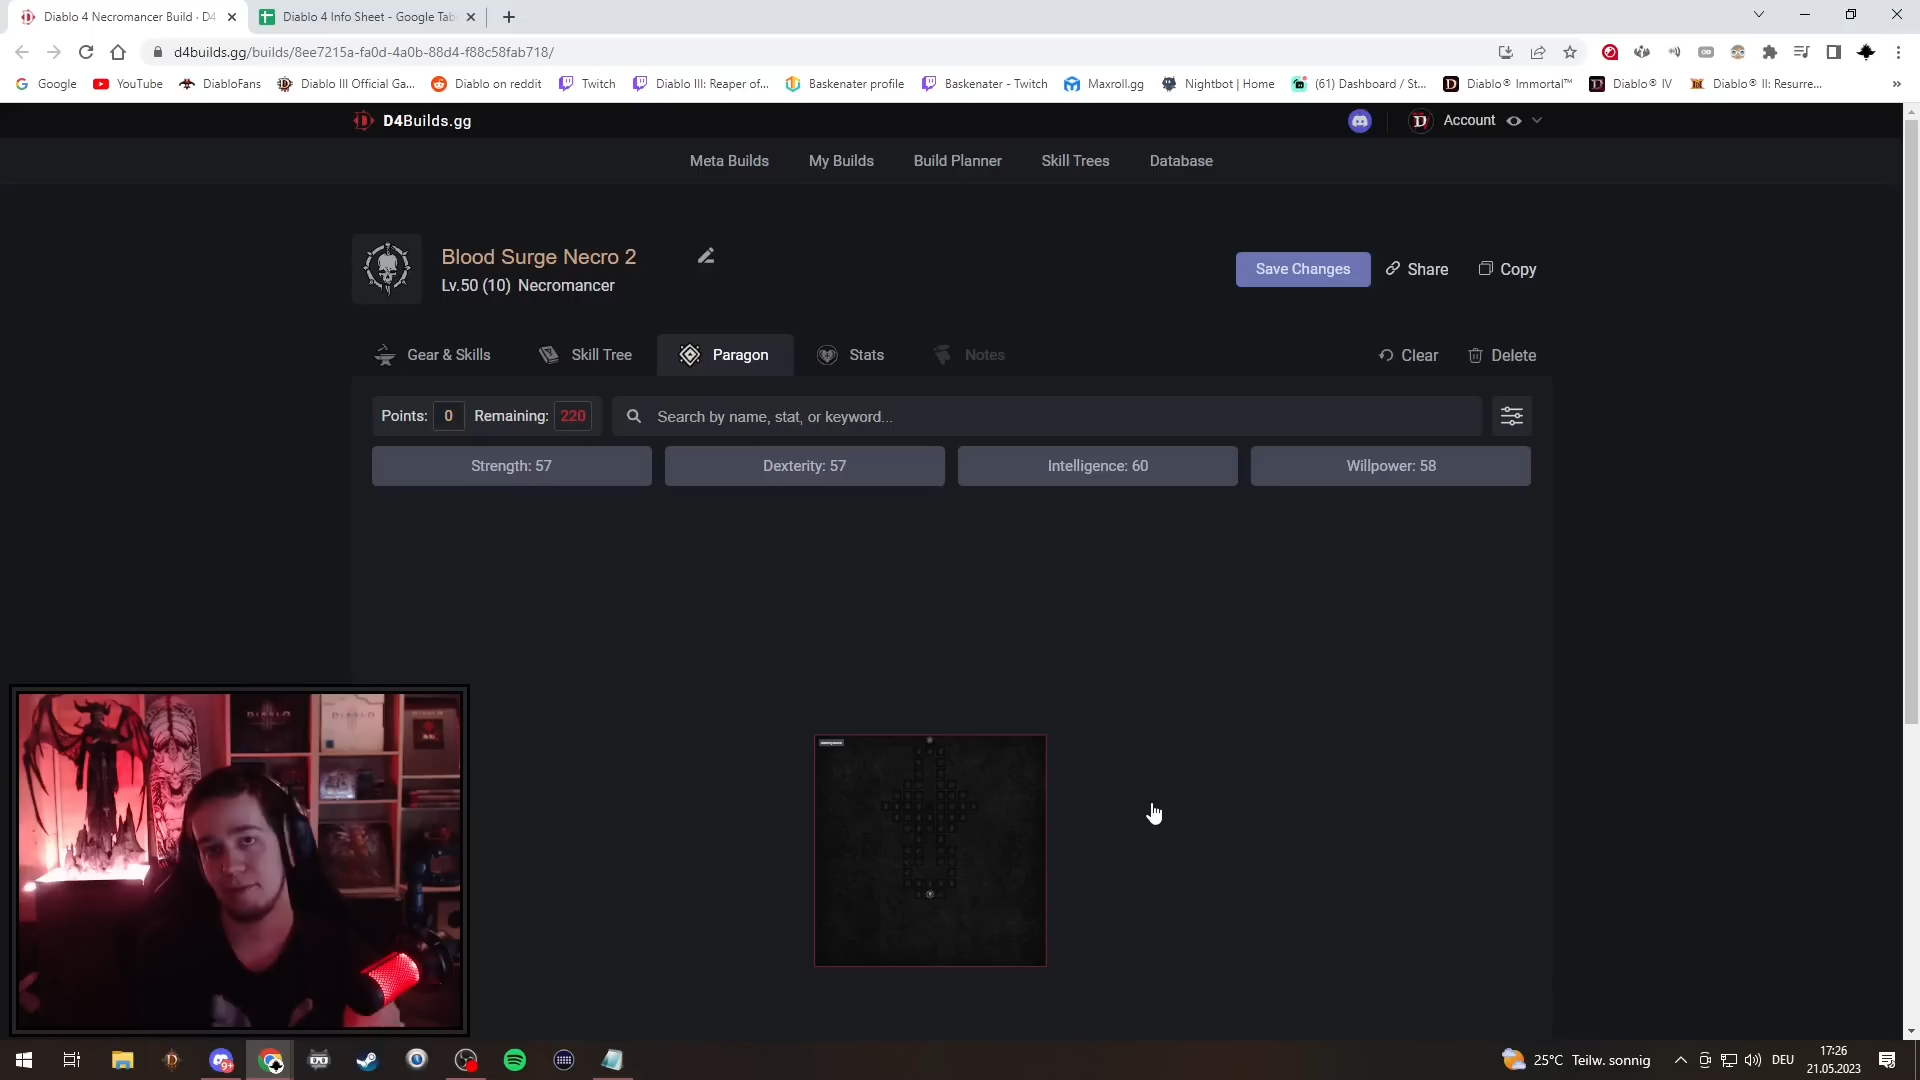 Diablo 4 Necromancer Build · D4
Diablo 4 Info Sheet - Google Tab
d4builds.gg/builds/8ee7215a-fa0d-4a0b-88d4-f88c58fab718/
Google
YouTube
DiabloFans
Diablo III Official Ga...
Diablo on reddit
Twitch
Diablo III: Reaper of...
Baskenater profile
Baskenater - Twitch
Maxroll.gg
Nightbot | Home
(61) Dashboard / St...
Diablo® Immortal™
Diablo® IV
Diablo® II: Resurre...
»
D4Builds.gg
Account
Meta Builds
My Builds
Build Planner
Skill Trees
Database
Blood Surge Necro 2
Lv.50 (10) Necromancer
Save Changes
Share
Copy
Gear & Skills
Skill Tree
Paragon
Stats
Notes
Clear
Delete
Points: 0 Remaining: 220
Search by name, stat, or keyword...
Strength: 57
Dexterity: 57
Intelligence: 60
Willpower: 58
DIABLO
9+
25°C Teilw. sonnig
DEU
17:26
21.05.2023